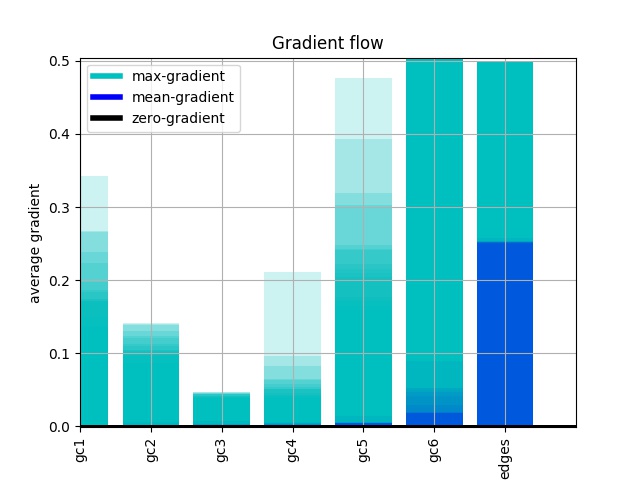 Gradient flow
0.5
0.4
0.3
0.2
0.1
0.0
average gradient
max-gradient
mean-gradient
zero-gradient
gc1
gc2
gc3
gc4
gc5
gc6
edges